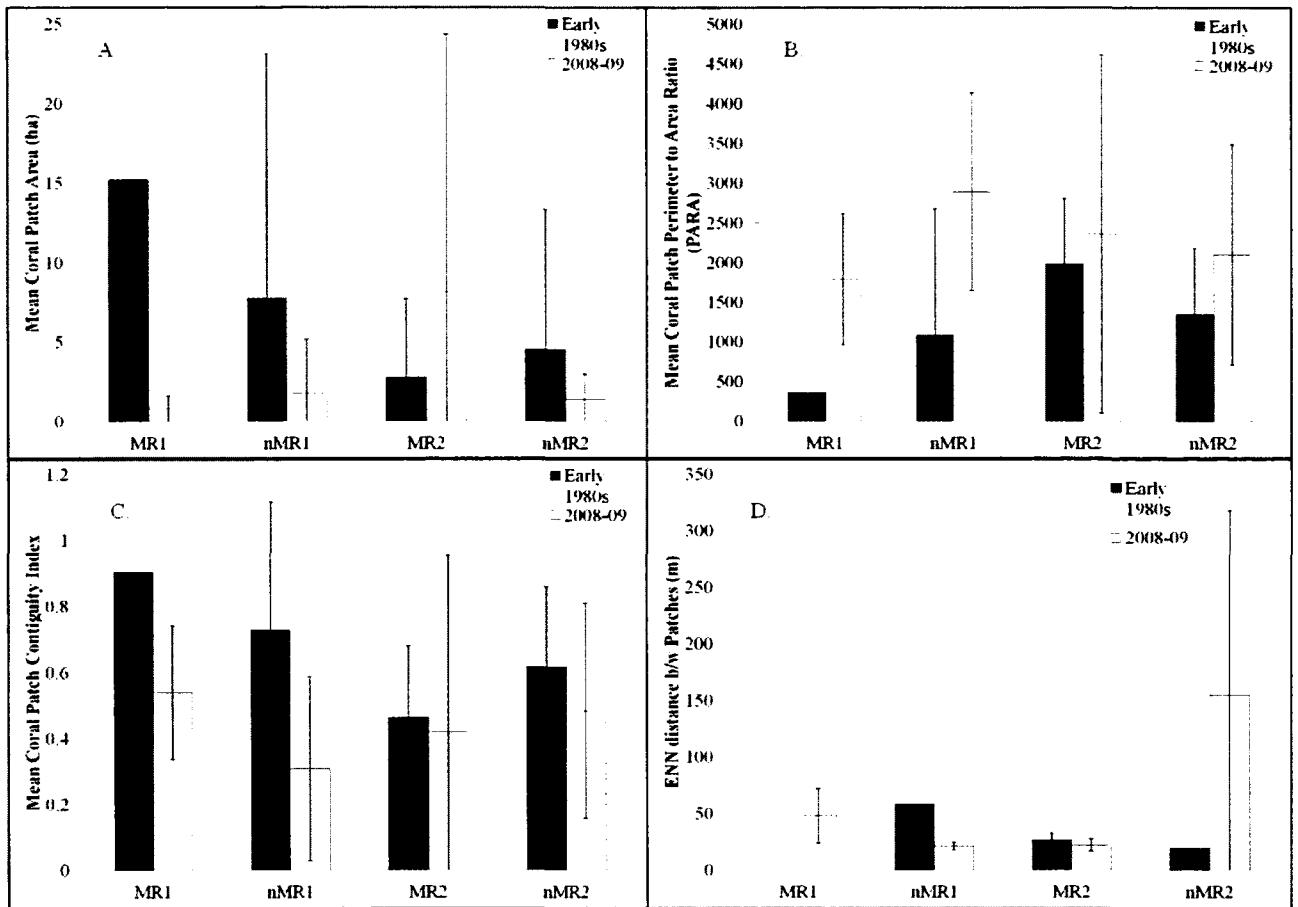 A
Early
1980s
2008-09
Mean Coral Patch Area (ha)
25
20
15
10
5
0
MR1 nMR1 MR2 nMR2
B.
Early
1980s
2008-09
Mean Coral Patch Perimeter to Area Ratio
(PARA)
5000
4500
4000
3500
3000
2500
2000
1500
1000
500
0
MR1 nMR1 MR2 nMR2
C.
Early
1980s
2008-09
Mean Coral Patch Contiguity Index
1.2
1
0.8
0.6
0.4
0.2
0
MR1 nMR1 MR2 nMR2
D.
Early
1980s
2008-09
ENN distance b/w Patches (m)
350
300
250
200
150
100
50
0
MR1 nMR1 MR2 nMR2